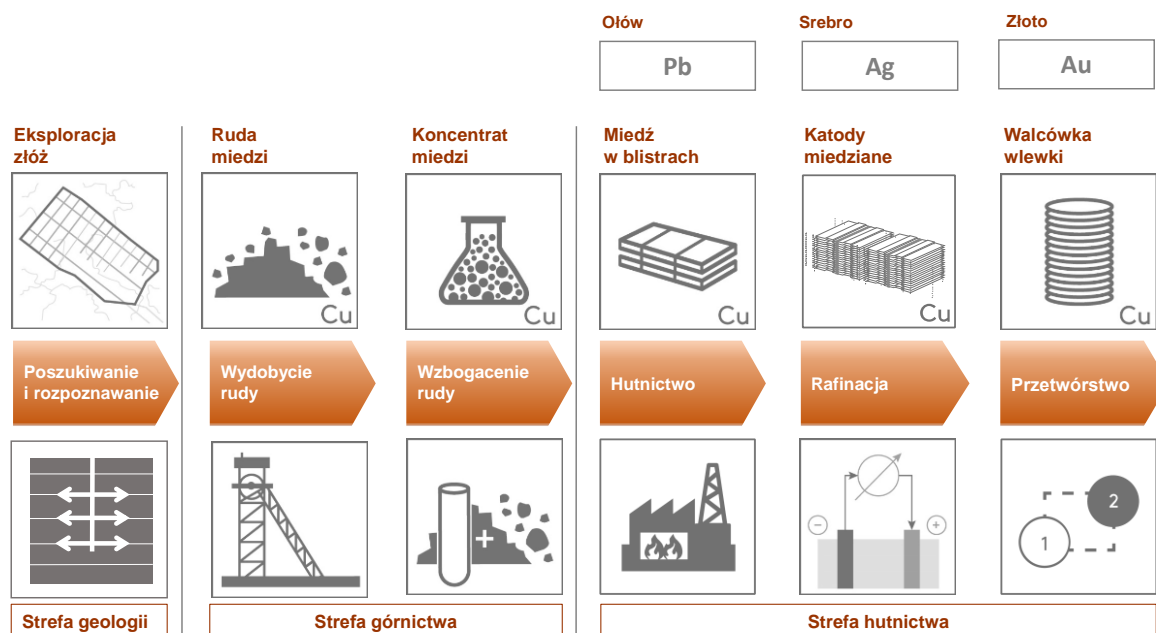 Ołów
Srebro
Złoto
Pb
Ag
Au
Eksploracja
złóż
Ruda
miedzi
Koncentrat
miedzi
Miedź
w blistrach
Katody
miedziane
Walcówka
wlewki
Cu
Cu
Cu
Cu
Cu
Poszukiwanie
i rozpoznawanie
Wydobycie
rudy
Wzbogacenie
rudy
Hutnictwo
Rafinacja
Przetwórstwo
+
−
+
1
2
Strefa geologii
Strefa górnictwa
Strefa hutnictwa